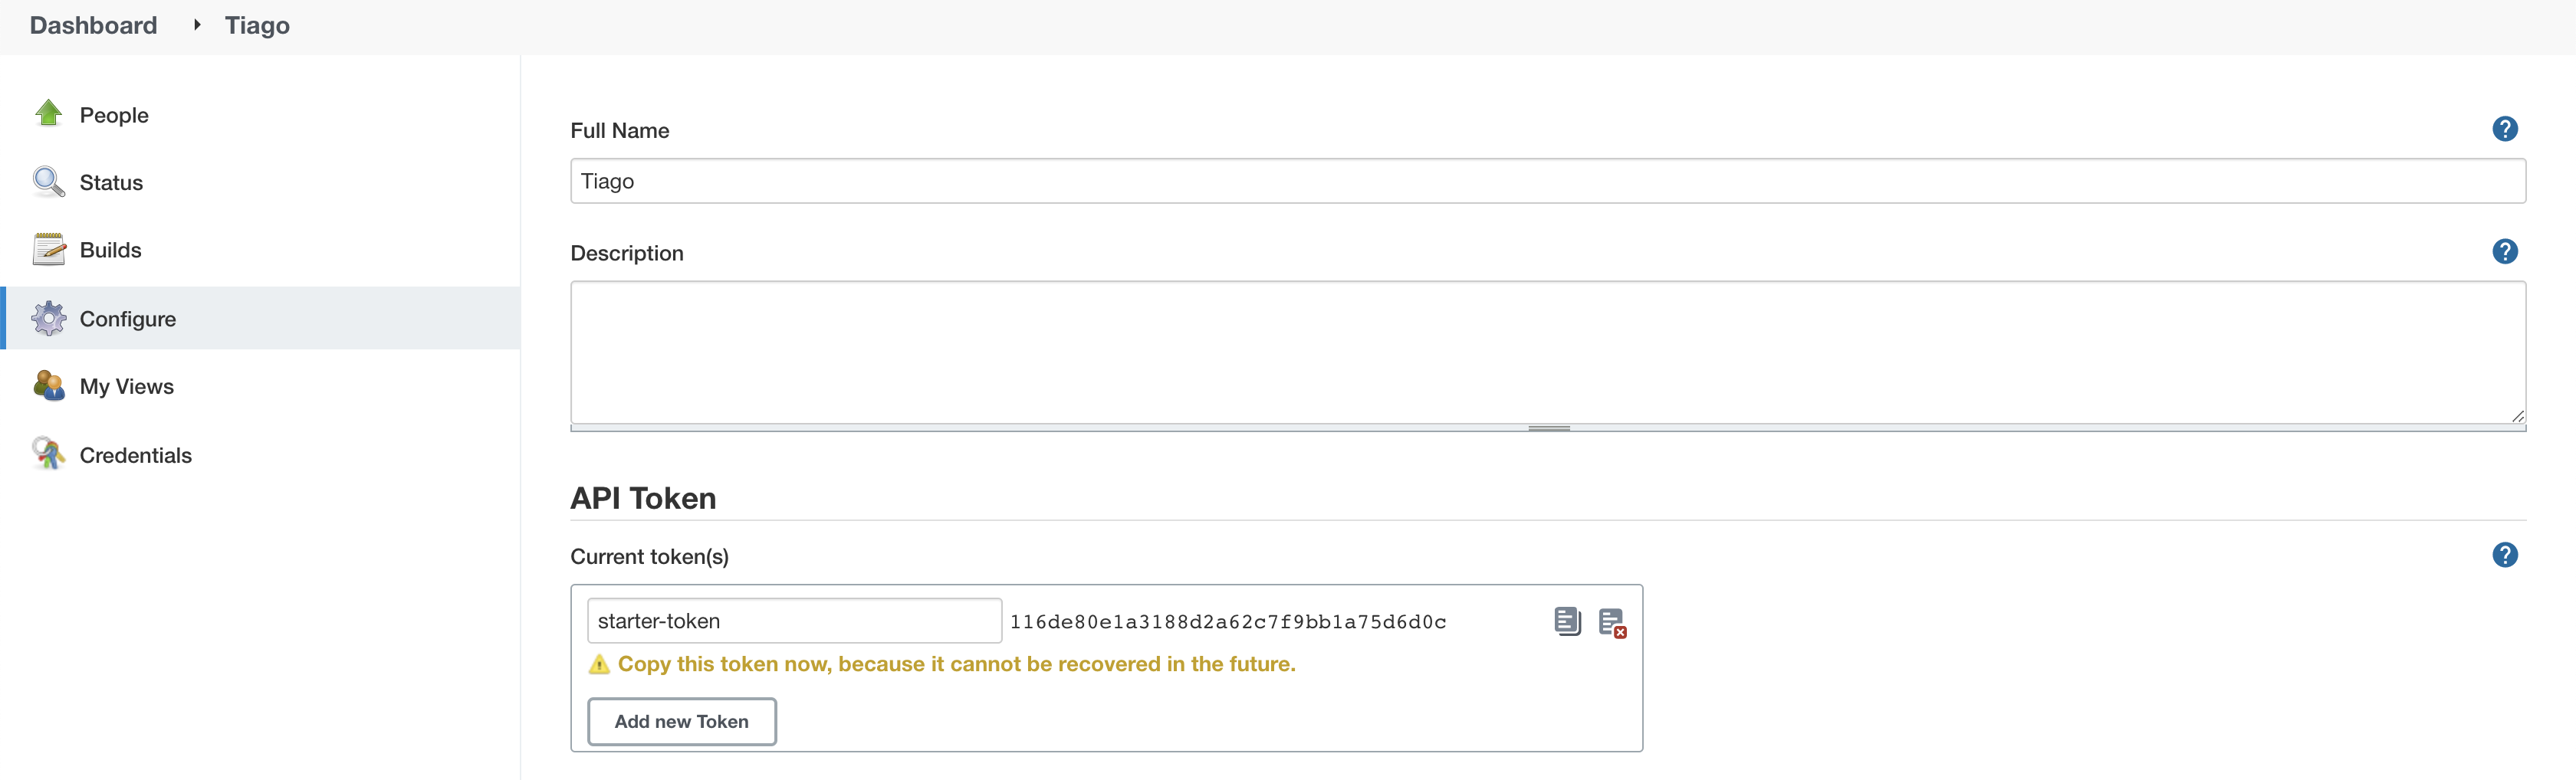 Dashboard Tiago
People
Status
Builds
Configure
My Views
Credentials
Full Name
Tiago
Description
API Token
Current token(s)
starter-token 116de80e1a3188d2a62c7f9bb1a75d6d0c
Copy this token now, because it cannot be recovered in the future.
Add new Token